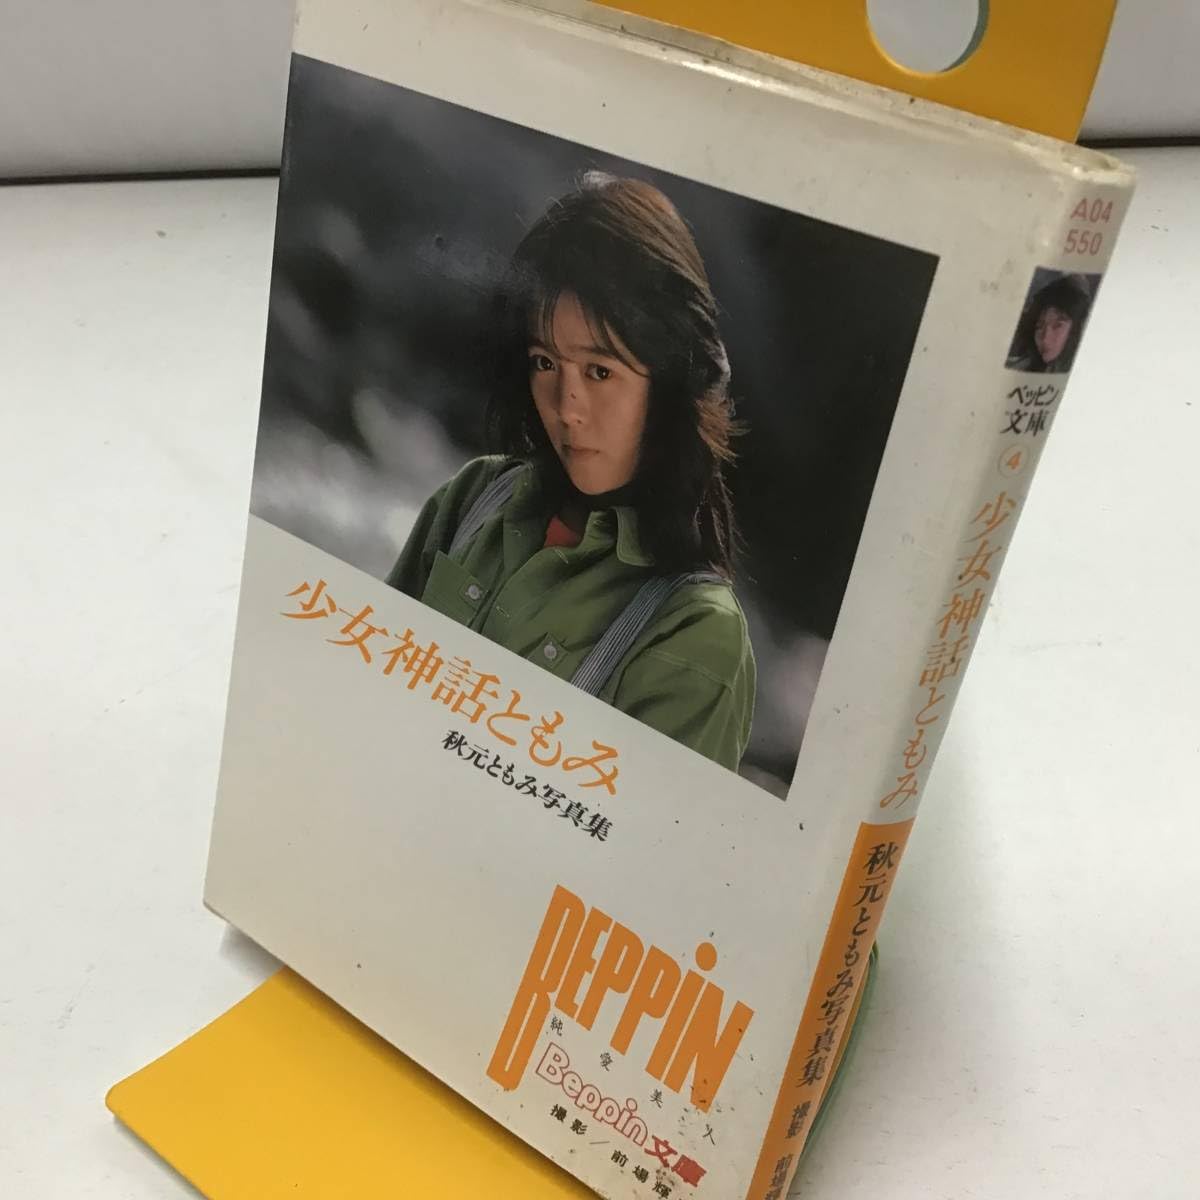 少女神話ともみ
秋元ともみ写真集
BEPPiN
純愛美人
Beppin文庫
撮影/前場輝
A04
550
ベッピン
文庫
4
少女神話ともみ
秋元ともみ写真集
撮影 前場輝